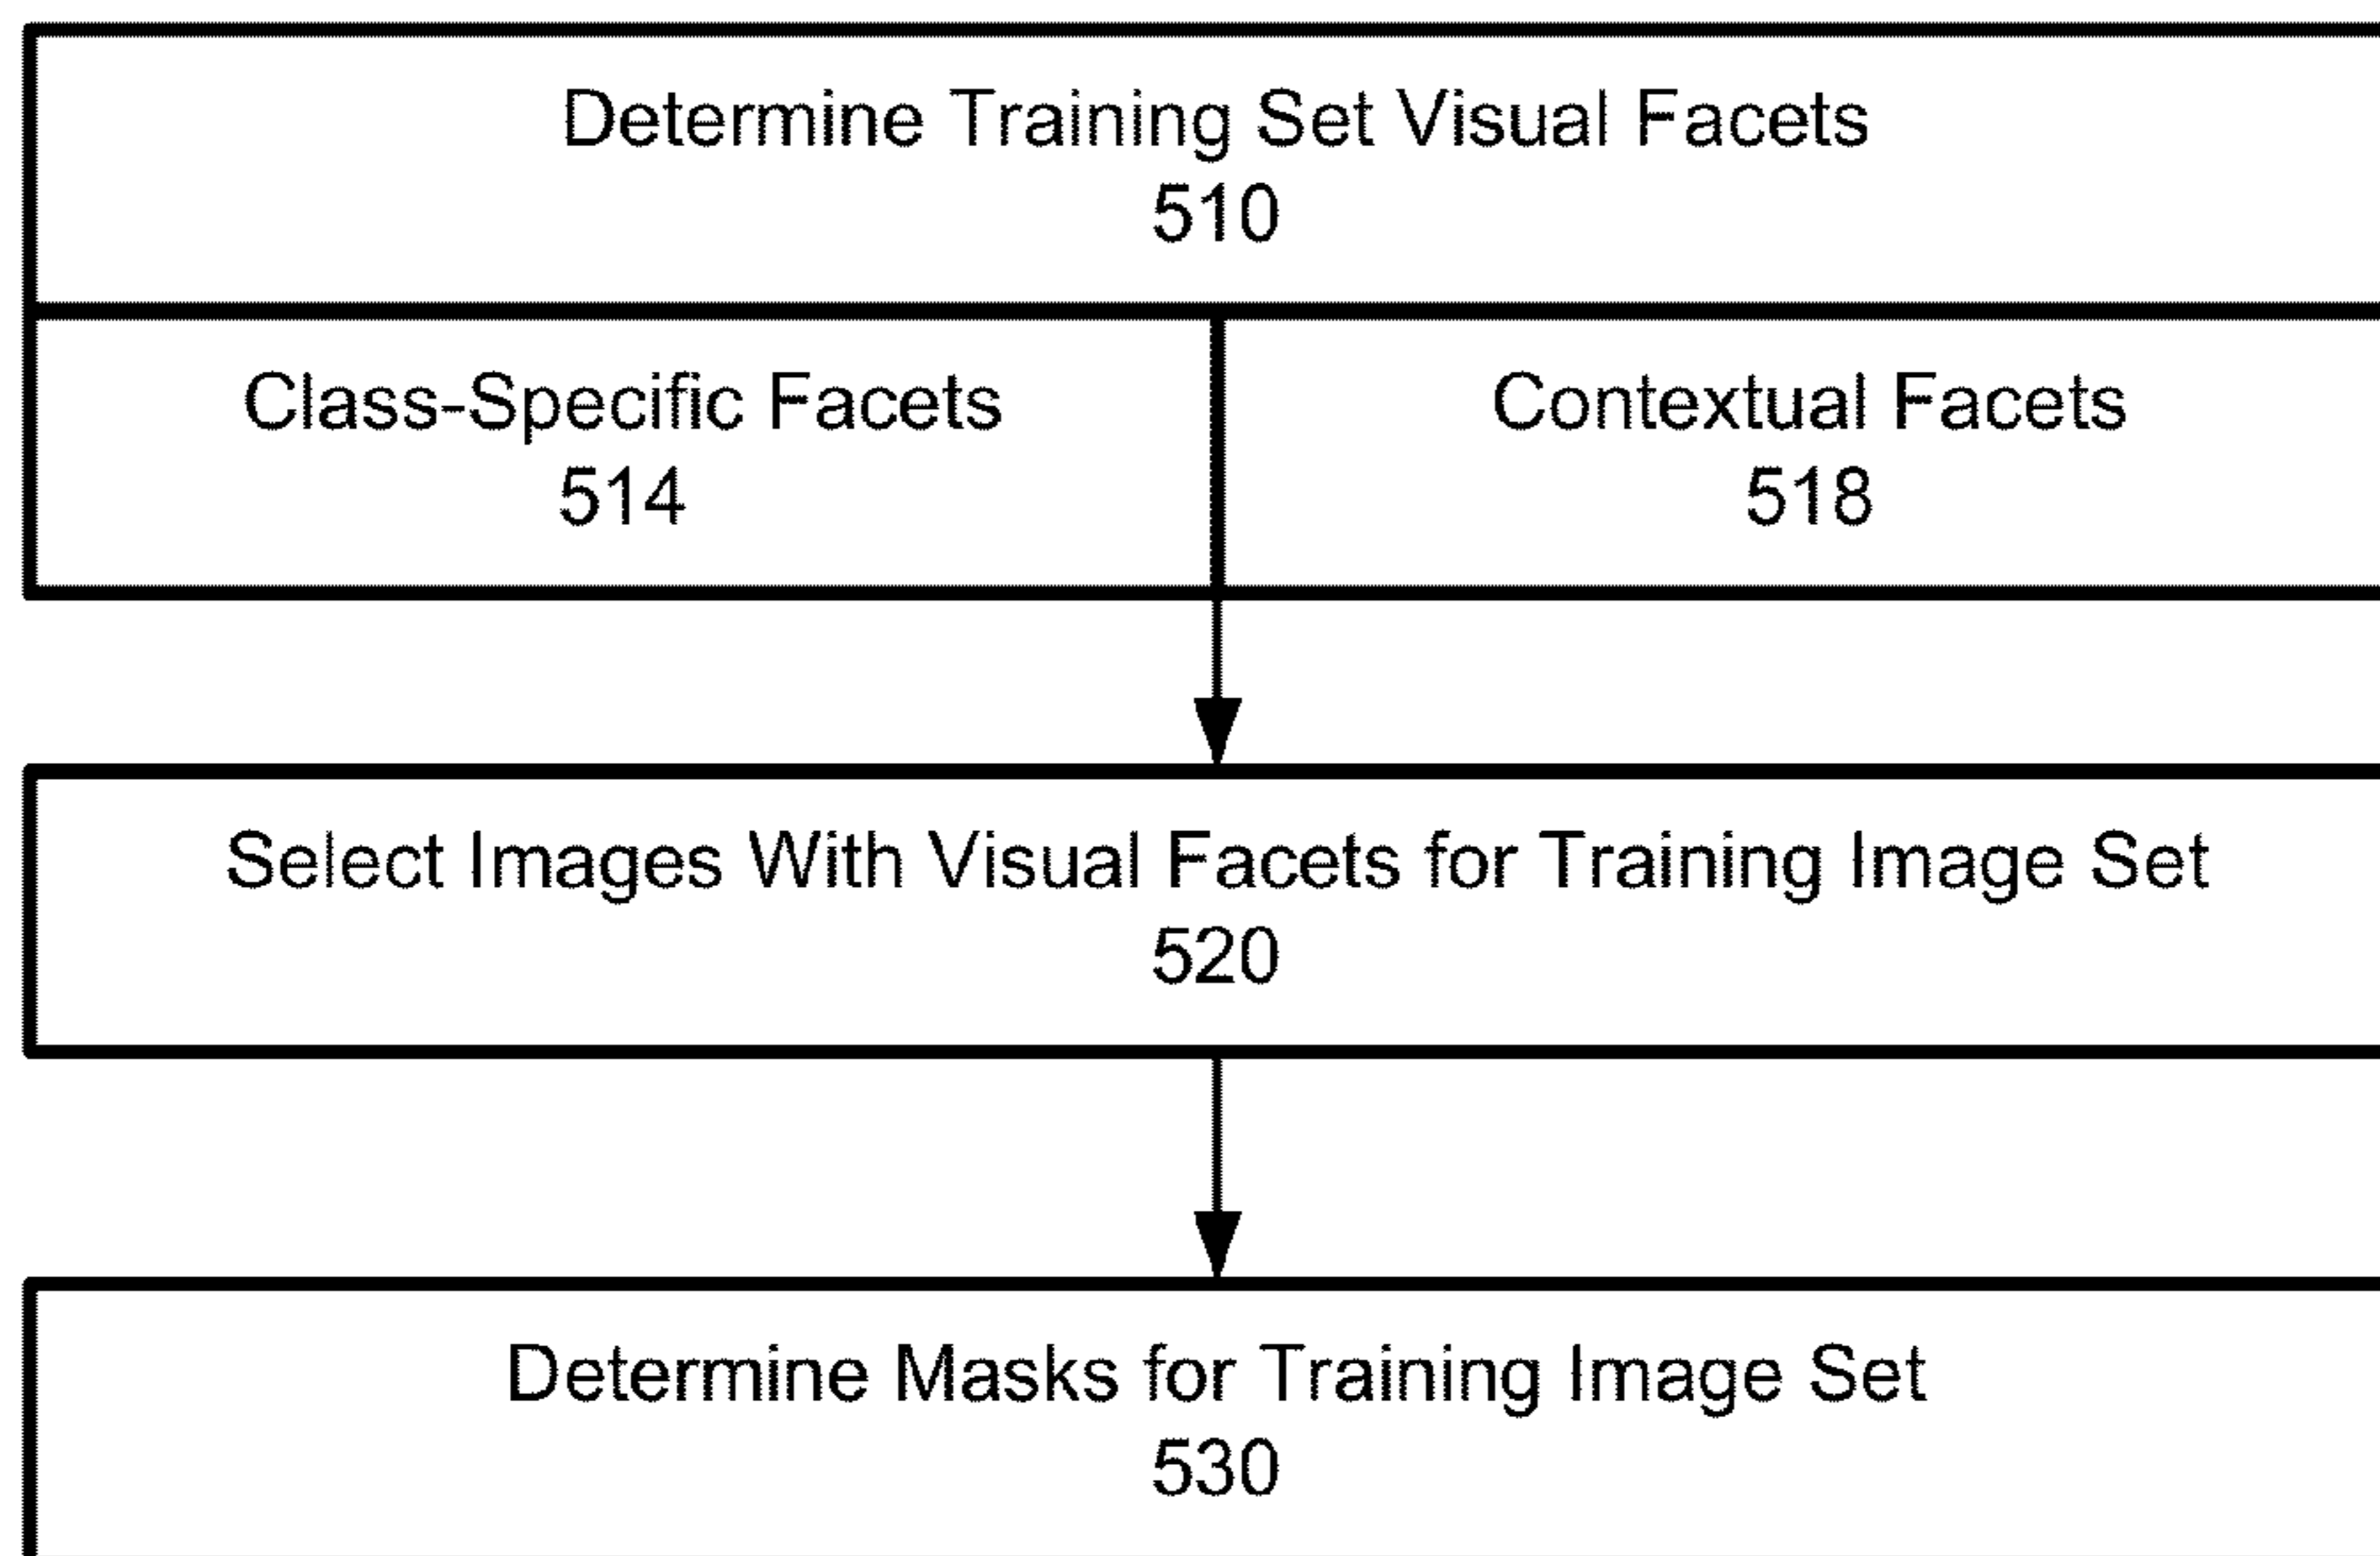 Determine Training Set Visual Facets
510
Class-Specific Facets
514
Contextual Facets
518
Select Images With Visual Facets for Training Image Set
520
Determine Masks for Training Image Set
530